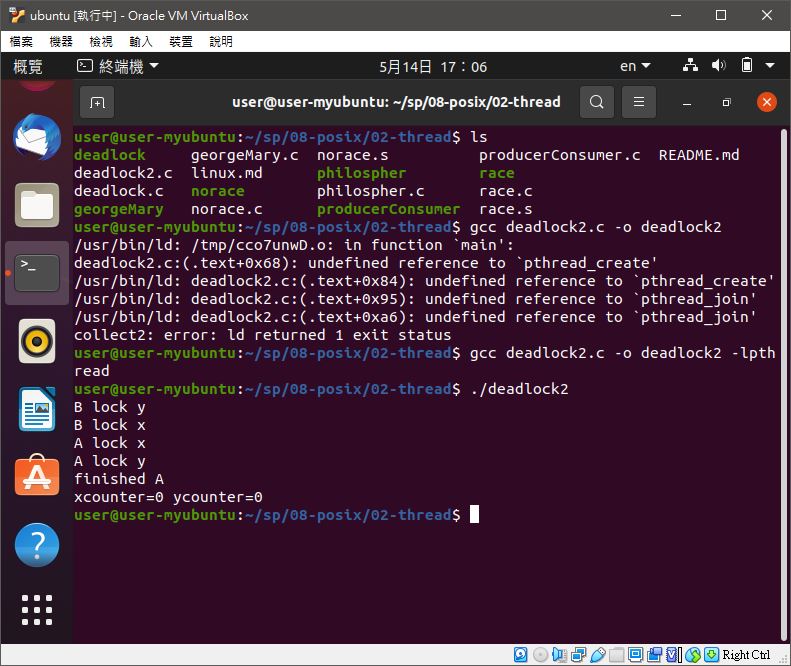 ubuntu [執行中] - Oracle VM VirtualBox
檔案 機器 檢視 輸入 裝置 說明
概覽 終端機 5月14日 17：06 en
user@user-myubuntu: ~/sp/08-posix/02-thread
user@user-myubuntu:~/sp/08-posix/02-thread$ ls
deadlock georgeMary.c norace.s producerConsumer.c README.md
deadlock2.c linux.md philospher race
deadlock.c norace philospher.c race.c
georgeMary norace.c producerConsumer race.s
user@user-myubuntu:~/sp/08-posix/02-thread$ gcc deadlock2.c -o deadlock2
/usr/bin/ld: /tmp/cco7unwD.o: in function `main':
deadlock2.c:(.text+0x68): undefined reference to `pthread_create'
/usr/bin/ld: deadlock2.c:(.text+0x84): undefined reference to `pthread_create'
/usr/bin/ld: deadlock2.c:(.text+0x95): undefined reference to `pthread_join'
/usr/bin/ld: deadlock2.c:(.text+0xa6): undefined reference to `pthread_join'
collect2: error: ld returned 1 exit status
user@user-myubuntu:~/sp/08-posix/02-thread$ gcc deadlock2.c -o deadlock2 -lpth
read
user@user-myubuntu:~/sp/08-posix/02-thread$ ./deadlock2
B lock y
B lock x
A lock x
A lock y
finished A
xcounter=0 ycounter=0
user@user-myubuntu:~/sp/08-posix/02-thread$
Right Ctrl